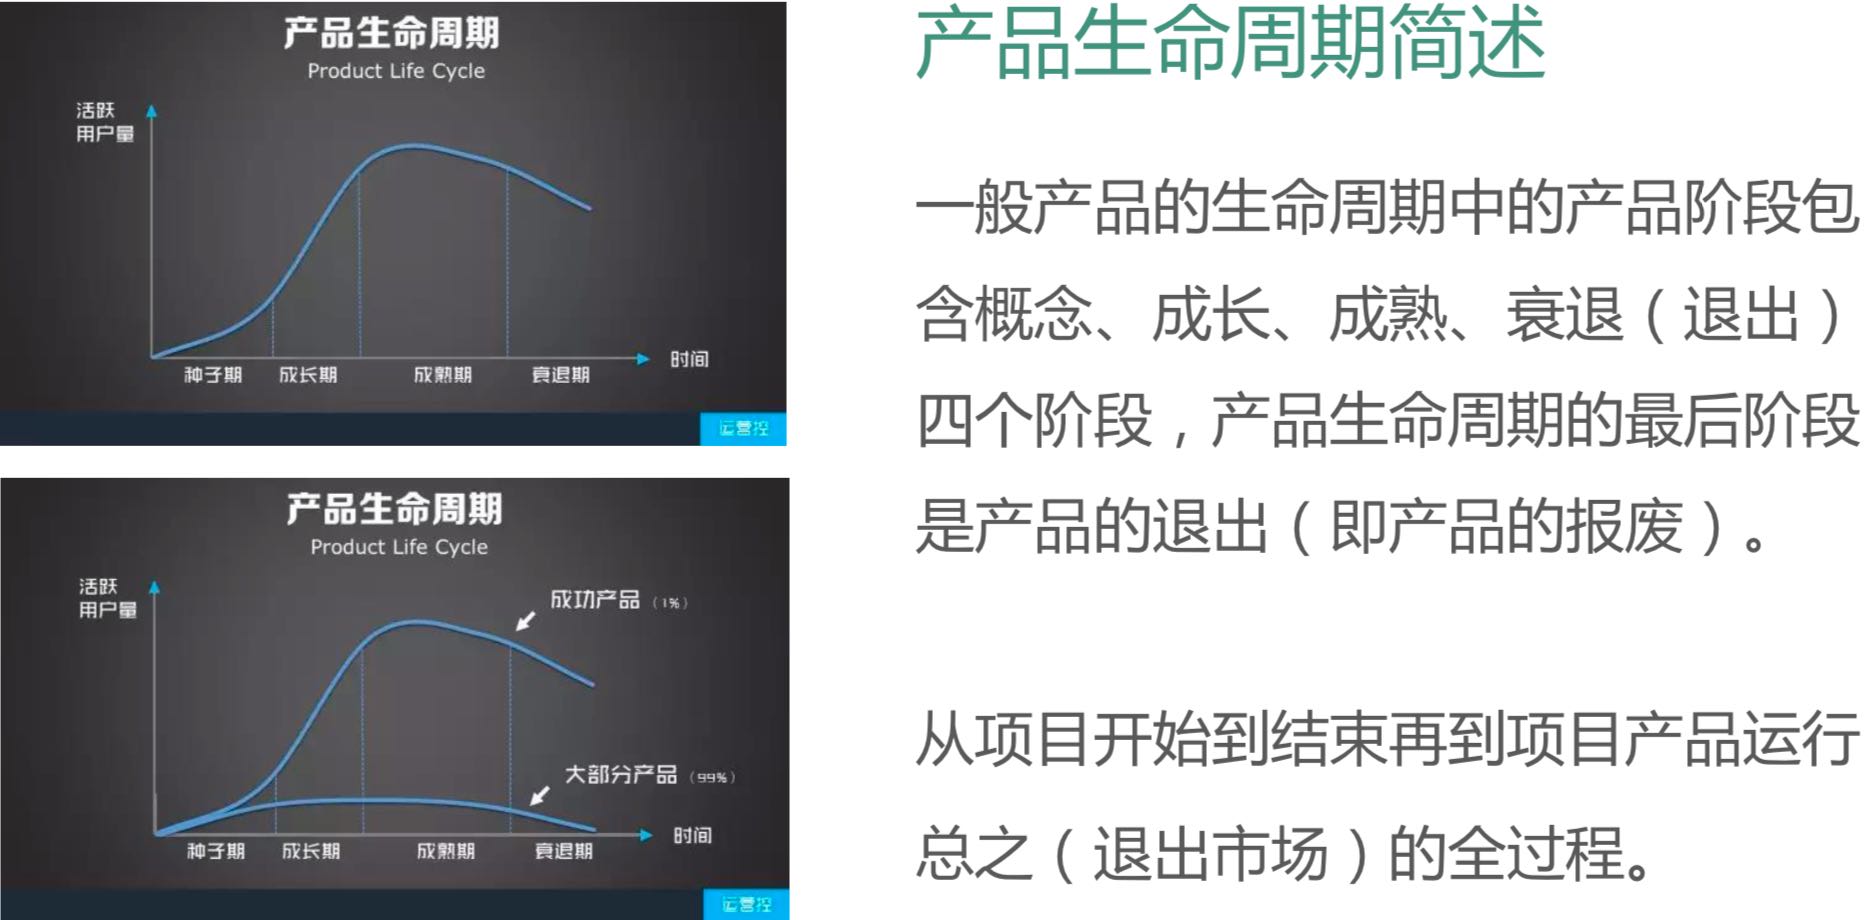 产品生命周期
Product Life Cycle
活跃
用户量
时间
种子期 成长期 成熟期 衰退期
运营控
产品生命周期
Product Life Cycle
活跃
用户量
成功产品（1%）
大部分产品（99%）
时间
种子期 成长期 成熟期 衰退期
运营控
产品生命周期简述
一般产品的生命周期中的产品阶段包
含概念、成长、成熟、衰退（退出）
四个阶段，产品生命周期的最后阶段
是产品的退出（即产品的报废）。
从项目开始到结束再到项目产品运行
总之（退出市场）的全过程。